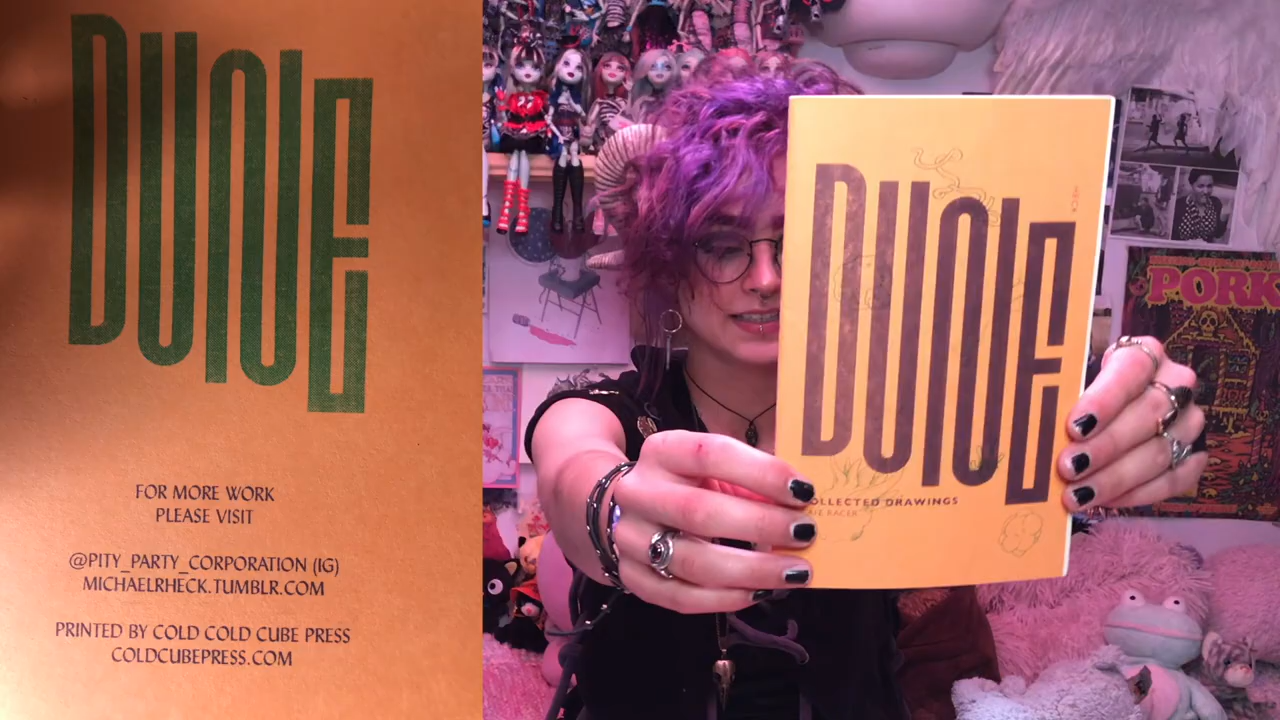 DUNE
FOR MORE WORK
PLEASE VISIT
@PITY_PARTY_CORPORATION (IG)
MICHAELRHECK.TUMBLR.COM
PRINTED BY COLD COLD CUBE PRESS
COLDCUBEPRESS.COM
DUNE
COLLECTED DRAWINGS
PORK